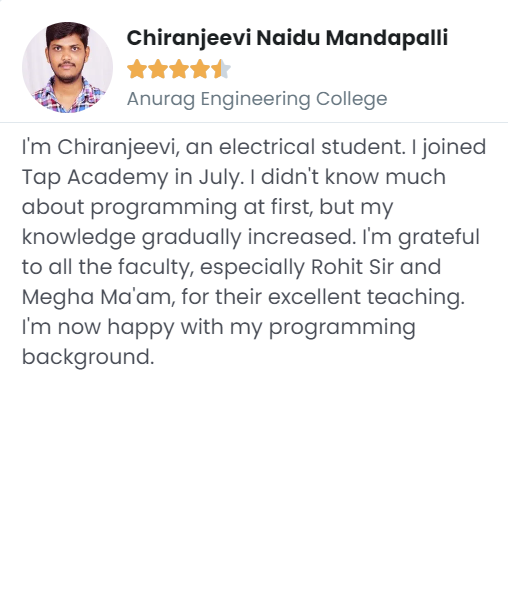 Chiranjeevi Naidu Mandapalli
Anurag Engineering College
I'm Chiranjeevi, an electrical student. I joined
Tap Academy in July. I didn't know much
about programming at first, but my
knowledge gradually increased. I'm grateful
to all the faculty, especially Rohit Sir and
Megha Ma'am, for their excellent teaching.
I'm now happy with my programming
background.